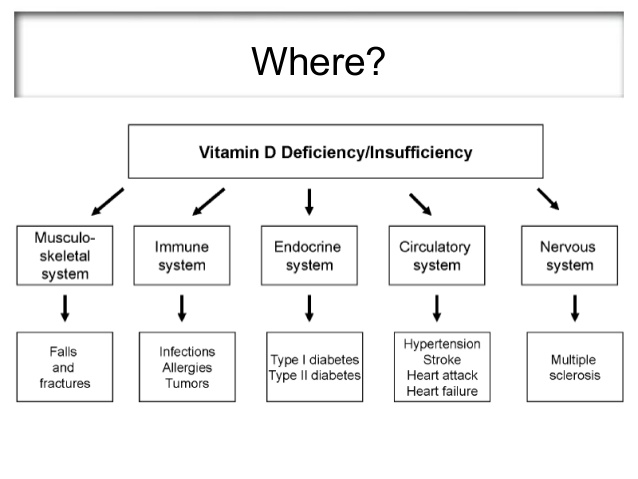 Where?
Vitamin D Deficiency/Insufficiency
Musculo-
skeletal
system
Immune
system
Endocrine
system
Circulatory
system
Nervous
system
Falls
and
fractures
Infections
Allergies
Tumors
Type I diabetes
Type II diabetes
Hypertension
Stroke
Heart attack
Heart failure
Multiple
sclerosis